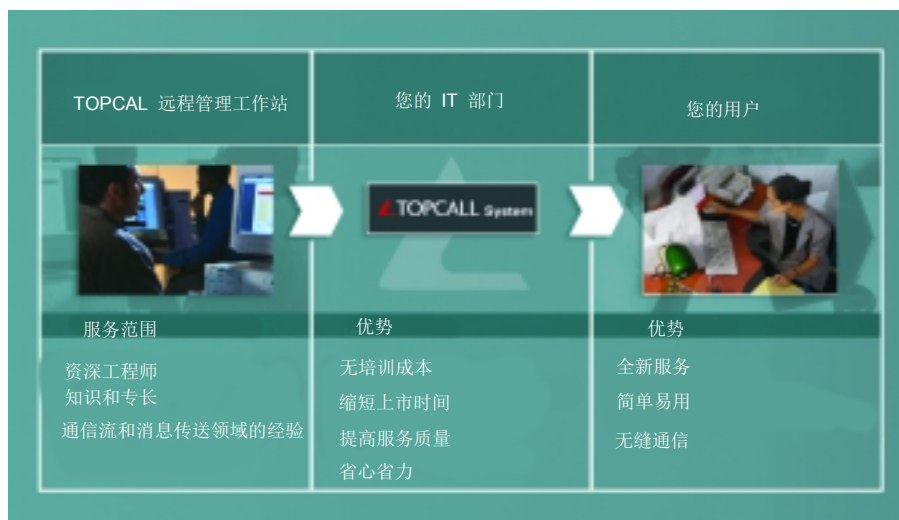 TOPCAL 远程管理工作站
您的 IT 部门
您的用户
TOPCALL System
服务范围
资深工程师
知识和专长
通信流和消息传送领域的经验
优势
无培训成本
缩短上市时间
提高服务质量
省心省力
优势
全新服务
简单易用
无缝通信